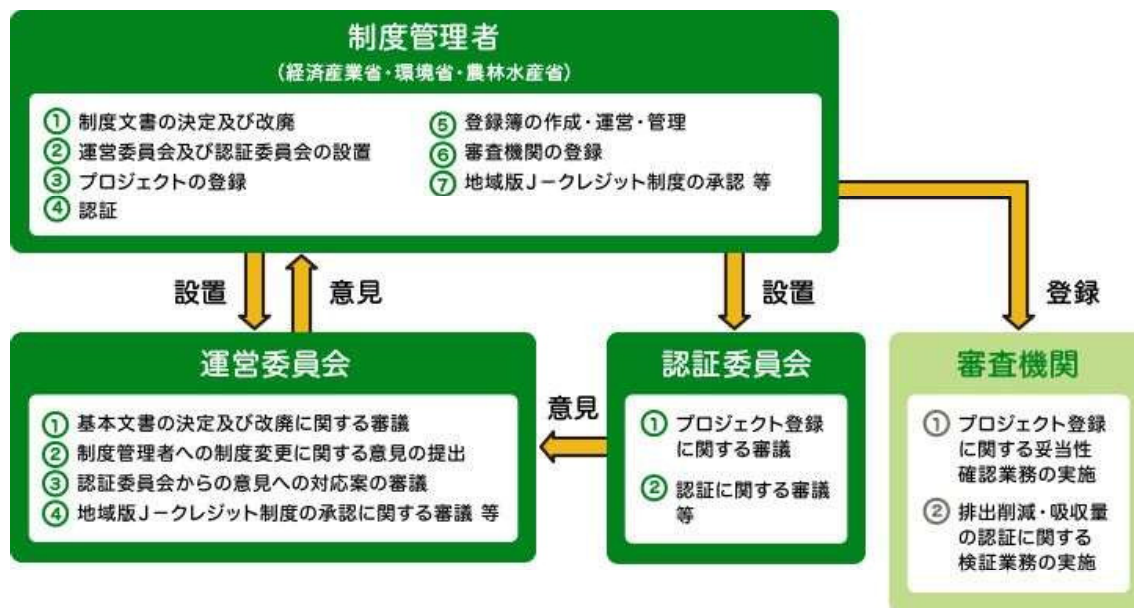 制度管理者
(経済産業省・環境省・農林水産省)
① 制度文書の決定及び改廃
② 運営委員会及び認証委員会の設置
③ プロジェクトの登録
④ 認証
⑤ 登録簿の作成・運営・管理
⑥ 審査機関の登録
⑦ 地域版J-クレジット制度の承認 等
設置
意見
設置
登録
運営委員会
① 基本文書の決定及び改廃に関する審議
② 制度管理者への制度変更に関する意見の提出
③ 認証委員会からの意見への対応案の審議
④ 地域版J-クレジット制度の承認に関する審議 等
意見
認証委員会
① プロジェクト登録
に関する審議
② 認証に関する審議
等
審査機関
① プロジェクト登録
に関する妥当性
確認業務の実施
② 排出削減・吸収量
の認証に関する
検証業務の実施